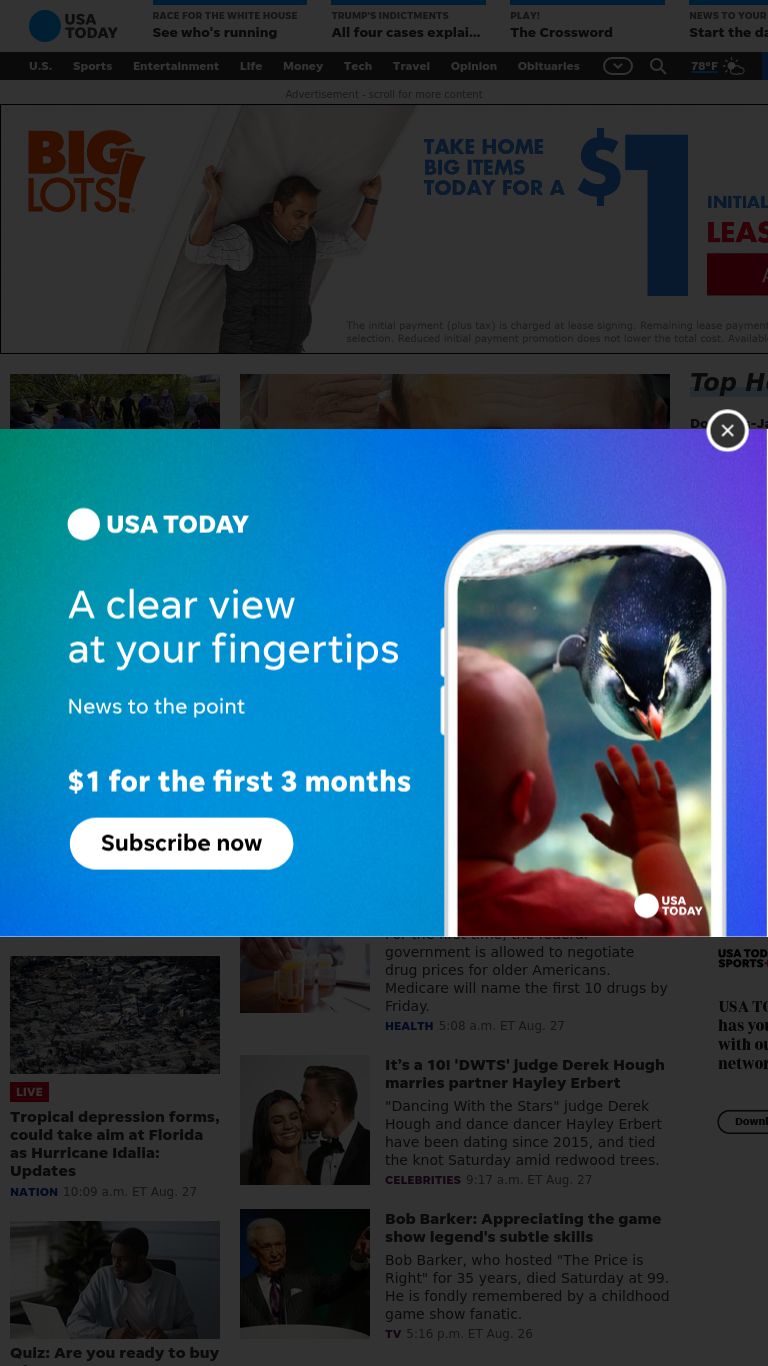 USA
TODAY
RACE FOR THE WHITE HOUSE
See who's running
TRUMP'S INDICTMENTS
All four cases explai...
PLAY!
The Crossword
NEWS TO YOUR
Start the da
U.S. Sports Entertainment Life Money Tech Travel Opinion Obituaries 78°F
Advertisement - scroll for more content
BIG
LOTS!
TAKE HOME
BIG ITEMS
TODAY FOR A
$1
INITIAL
LEAS
The initial payment (plus tax) is charged at lease signing. Remaining lease payment
selection. Reduced initial payment promotion does not lower the total cost. Availabl
Top H
USA TODAY
A clear view
at your fingertips
News to the point
$1 for the first 3 months
Subscribe now
USA
TODAY
For the first time, the federal
government is allowed to negotiate
drug prices for older Americans.
Medicare will name the first 10 drugs by
Friday.
HEALTH 5:08 a.m. ET Aug. 27
LIVE
Tropical depression forms,
could take aim at Florida
as Hurricane Idalia:
Updates
NATION 10:09 a.m. ET Aug. 27
Quiz: Are you ready to buy
It's a 10! 'DWTS' judge Derek Hough
marries partner Hayley Erbert
"Dancing With the Stars" judge Derek
Hough and dance dancer Hayley Erbert
have been dating since 2015, and tied
the knot Saturday amid redwood trees.
CELEBRITIES 9:17 a.m. ET Aug. 27
Bob Barker: Appreciating the game
show legend's subtle skills
Bob Barker, who hosted "The Price is
Right" for 35 years, died Saturday at 99.
He is fondly remembered by a childhood
game show fanatic.
TV 5:16 p.m. ET Aug. 26
USA TOD
SPORTS+
USA TO
has you
with ou
networ
Downl